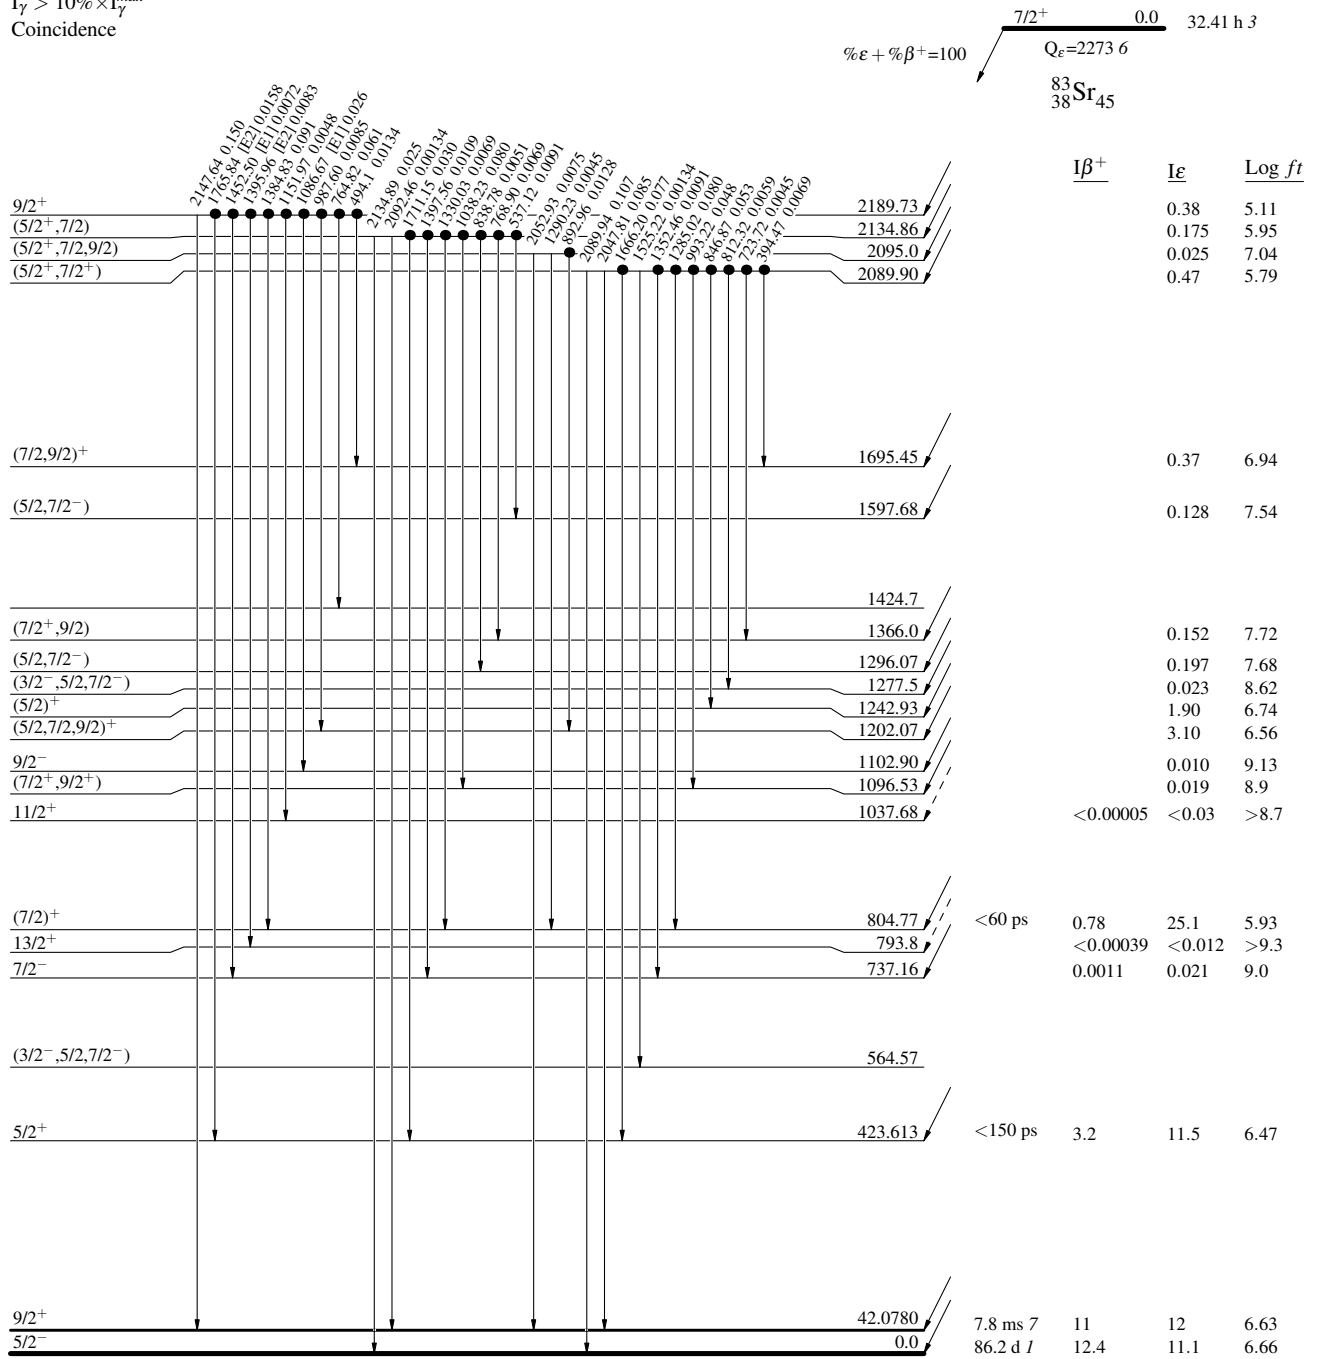 I_γ > 10%×I_γ^max
Coincidence
7/2⁺ 0.0 32.41 h 3
%ε + %β⁺=100
Q_ε=2273 6
⁸³₃₈Sr₄₅
2147.64 0.150
1765.84 [E2] 0.0158
1452.50 [E1] 0.0072
1395.96 [E2] 0.0083
1384.83 0.091
1151.97 0.0048
1086.67 [E1] 0.026
987.60 0.0085
764.82 0.061
494.1 0.0134
2134.89 0.025
2092.46 0.00134
1711.15 0.030
1397.56 0.0109
1330.03 0.0069
1038.23 0.080
838.78 0.0051
768.90 0.0069
537.12 0.0091
2052.93 0.0075
1290.23 0.0045
892.96 0.0128
2089.94 0.107
2047.81 0.085
1666.20 0.077
1525.22 0.00134
1352.46 0.0091
1285.02 0.080
993.22 0.048
846.87 0.053
812.32 0.0059
723.72 0.0045
394.47 0.0069
Iβ⁺ Iε Log ft
9/2⁺ 2189.73 0.38 5.11
(5/2⁺,7/2) 2134.86 0.175 5.95
(5/2⁺,7/2,9/2) 2095.0 0.025 7.04
(5/2⁺,7/2⁺) 2089.90 0.47 5.79
(7/2,9/2)⁺ 1695.45 0.37 6.94
(5/2,7/2⁻) 1597.68 0.128 7.54
1424.7
(7/2⁺,9/2) 1366.0 0.152 7.72
(5/2,7/2⁻) 1296.07 0.197 7.68
(3/2⁻,5/2,7/2⁻) 1277.5 0.023 8.62
(5/2)⁺ 1242.93 1.90 6.74
(5/2,7/2,9/2)⁺ 1202.07 3.10 6.56
9/2⁻ 1102.90 0.010 9.13
(7/2⁺,9/2⁺) 1096.53 0.019 8.9
11/2⁺ 1037.68 <0.00005 <0.03 >8.7
(7/2)⁺ 804.77 <60 ps 0.78 25.1 5.93
13/2⁺ 793.8 <0.00039 <0.012 >9.3
7/2⁻ 737.16 0.0011 0.021 9.0
(3/2⁻,5/2,7/2⁻) 564.57
5/2⁺ 423.613 <150 ps 3.2 11.5 6.47
9/2⁺ 42.0780 7.8 ms 7 11 12 6.63
5/2⁻ 0.0 86.2 d 1 12.4 11.1 6.66